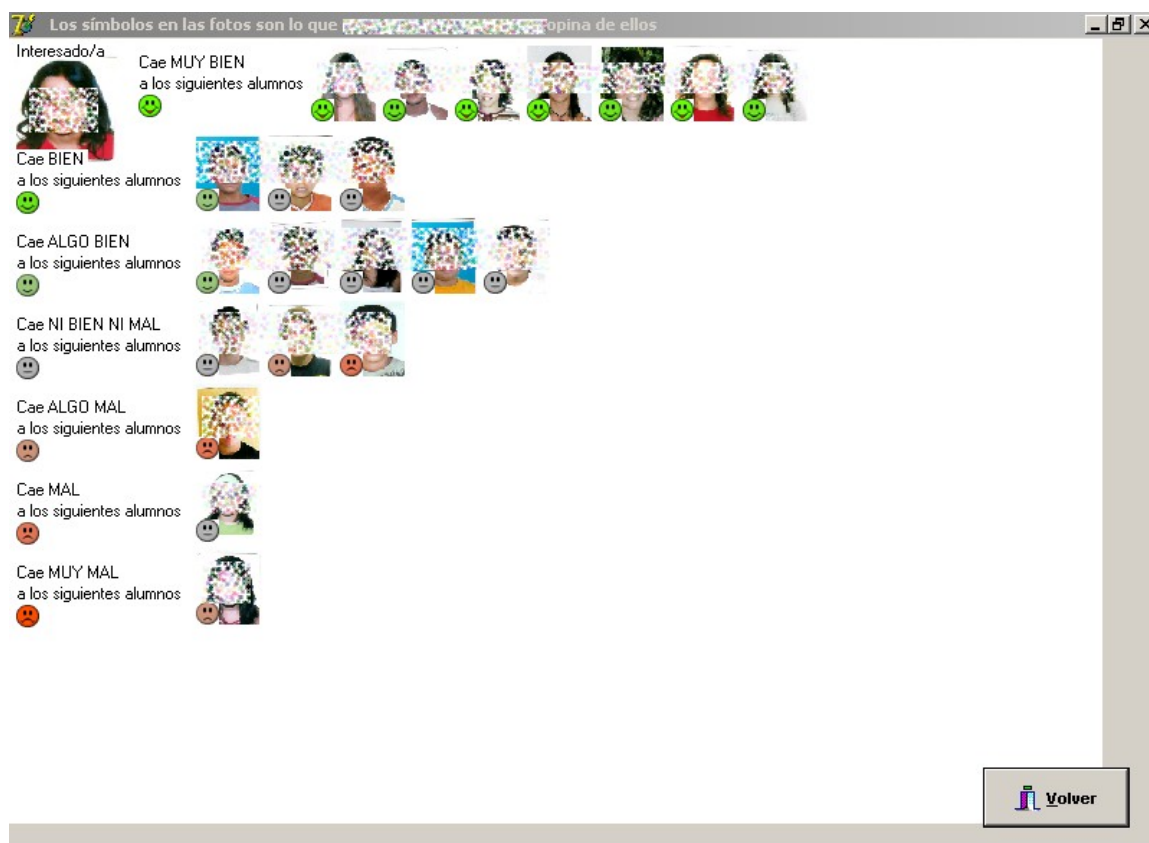 Los símbolos en las fotos son lo que opina de ellos
Interesado/a
Cae MUY BIEN
a los siguientes alumnos
Cae BIEN
a los siguientes alumnos
Cae ALGO BIEN
a los siguientes alumnos
Cae NI BIEN NI MAL
a los siguientes alumnos
Cae ALGO MAL
a los siguientes alumnos
Cae MAL
a los siguientes alumnos
Cae MUY MAL
a los siguientes alumnos
Volver